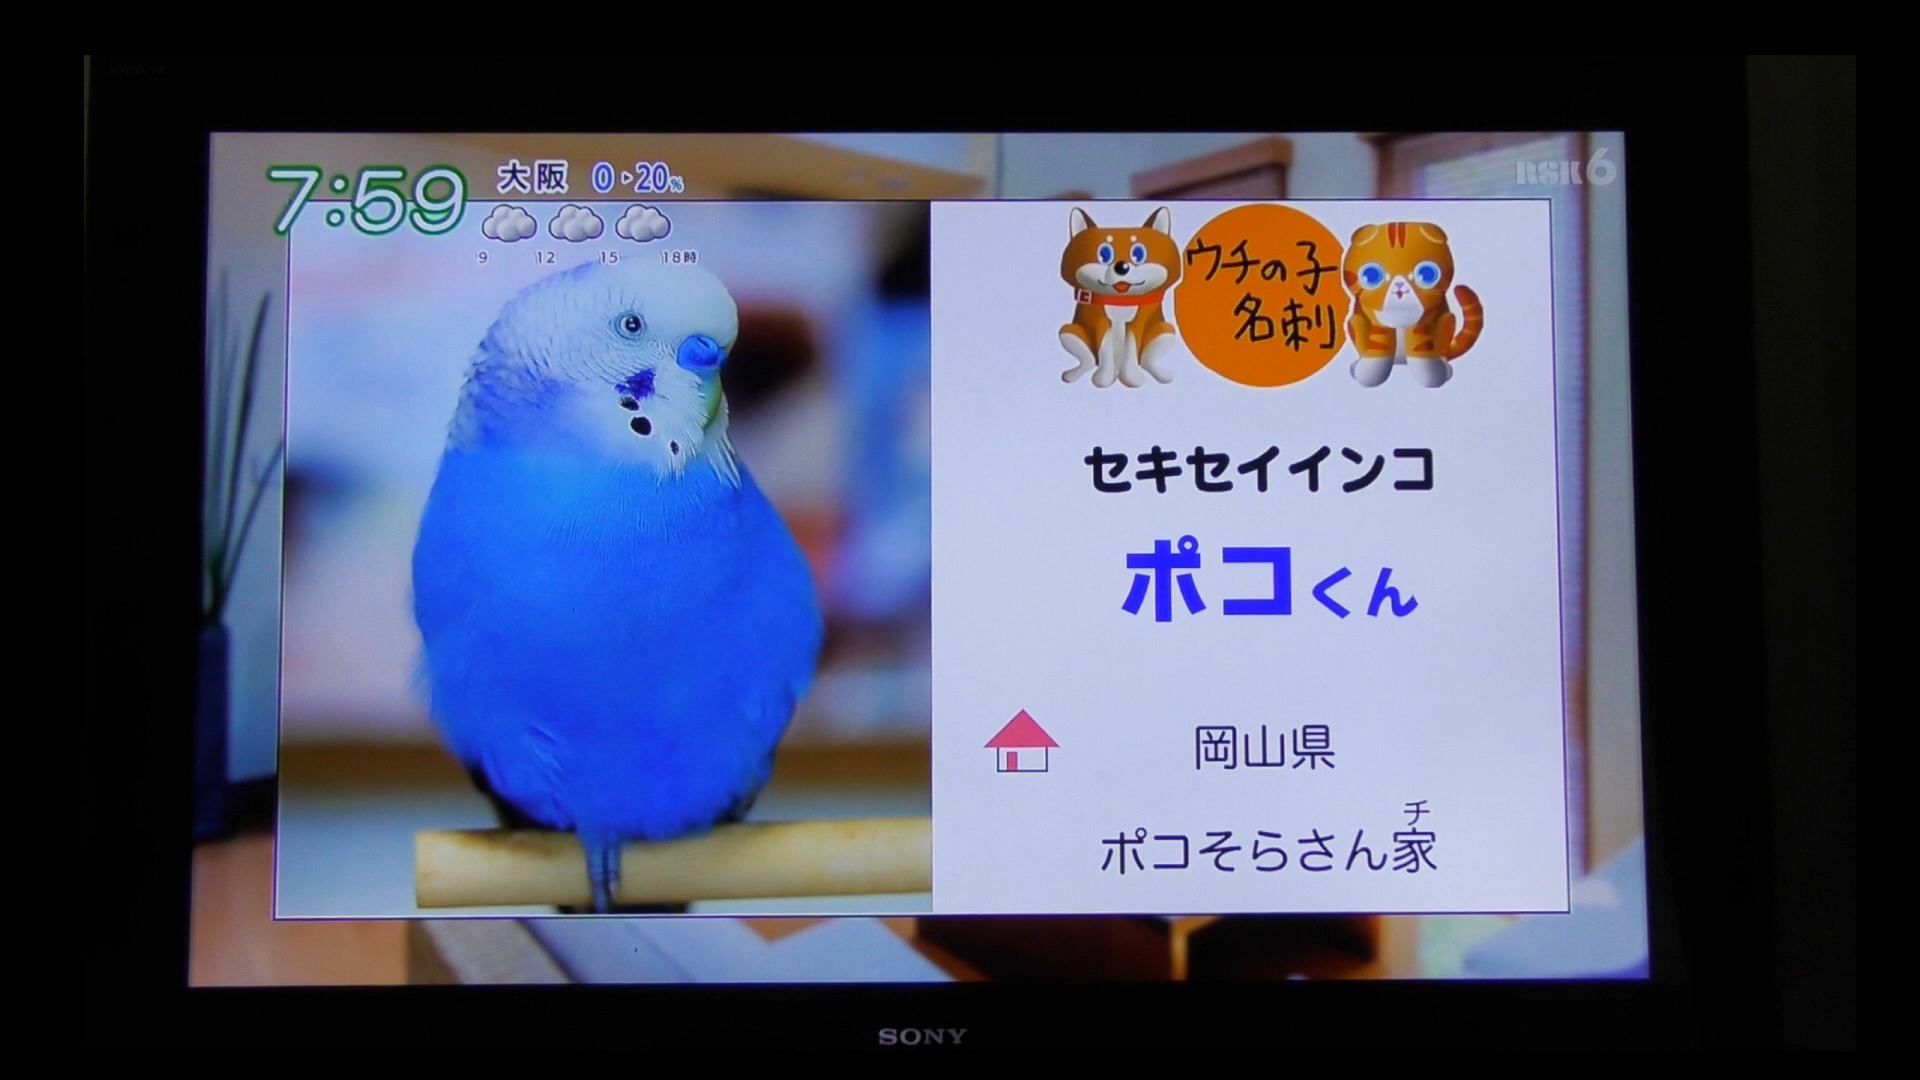 7:59
大阪 0▸20%
9 12 15 18時
RSK6
ウチの子
名刺
セキセイインコ
ポコくん
岡山県
チ
ポコそらさん家
SONY